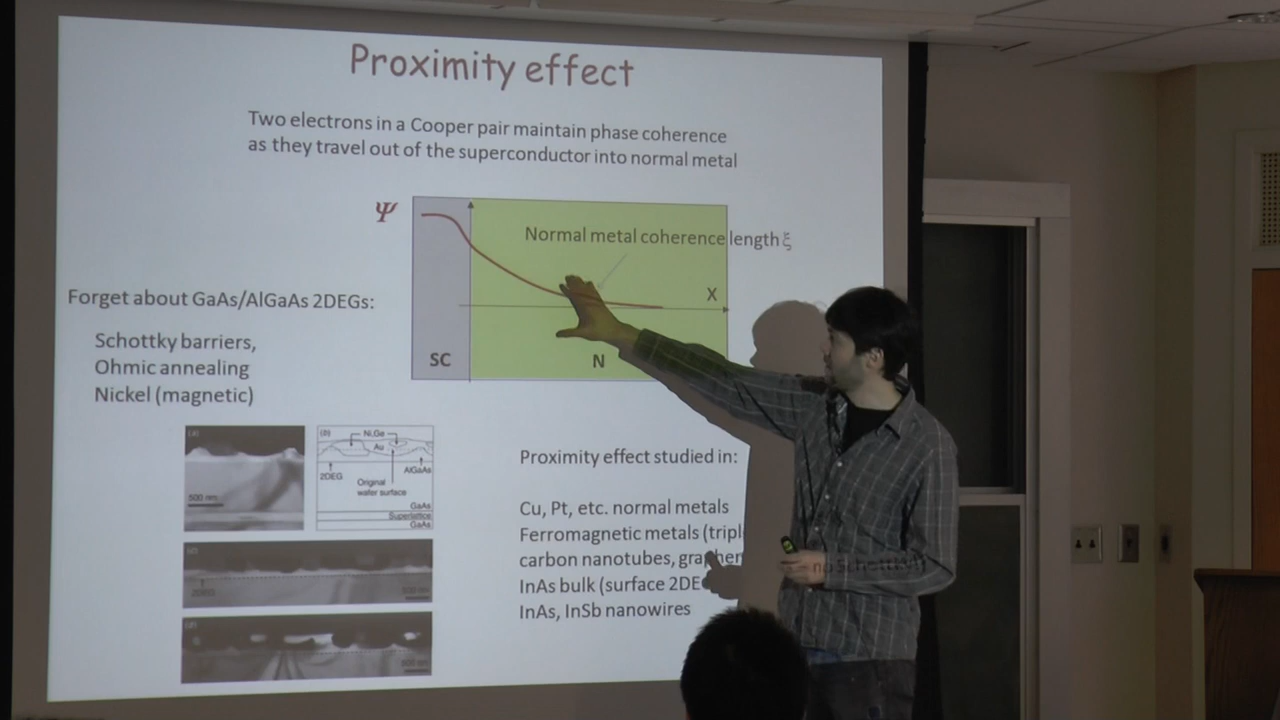 Proximity effect
Two electrons in a Cooper pair maintain phase coherence
as they travel out of the superconductor into normal metal
Ψ
Normal metal coherence length ξ
X
SC
N
Forget about GaAs/AlGaAs 2DEGs:
Schottky barriers,
Ohmic annealing
Nickel (magnetic)
500 nm
(b)
Ni,Ge
Au
2DEG
AlGaAs
Original
wafer surface
GaAs
Superlattice
GaAs
2DEG
500 nm
500
Proximity effect studied in:
Cu, Pt, etc. normal metals
Ferromagnetic metals (tripl
carbon nanotubes, graphen
InAs bulk (surface 2DE
InAs, InSb nanowires